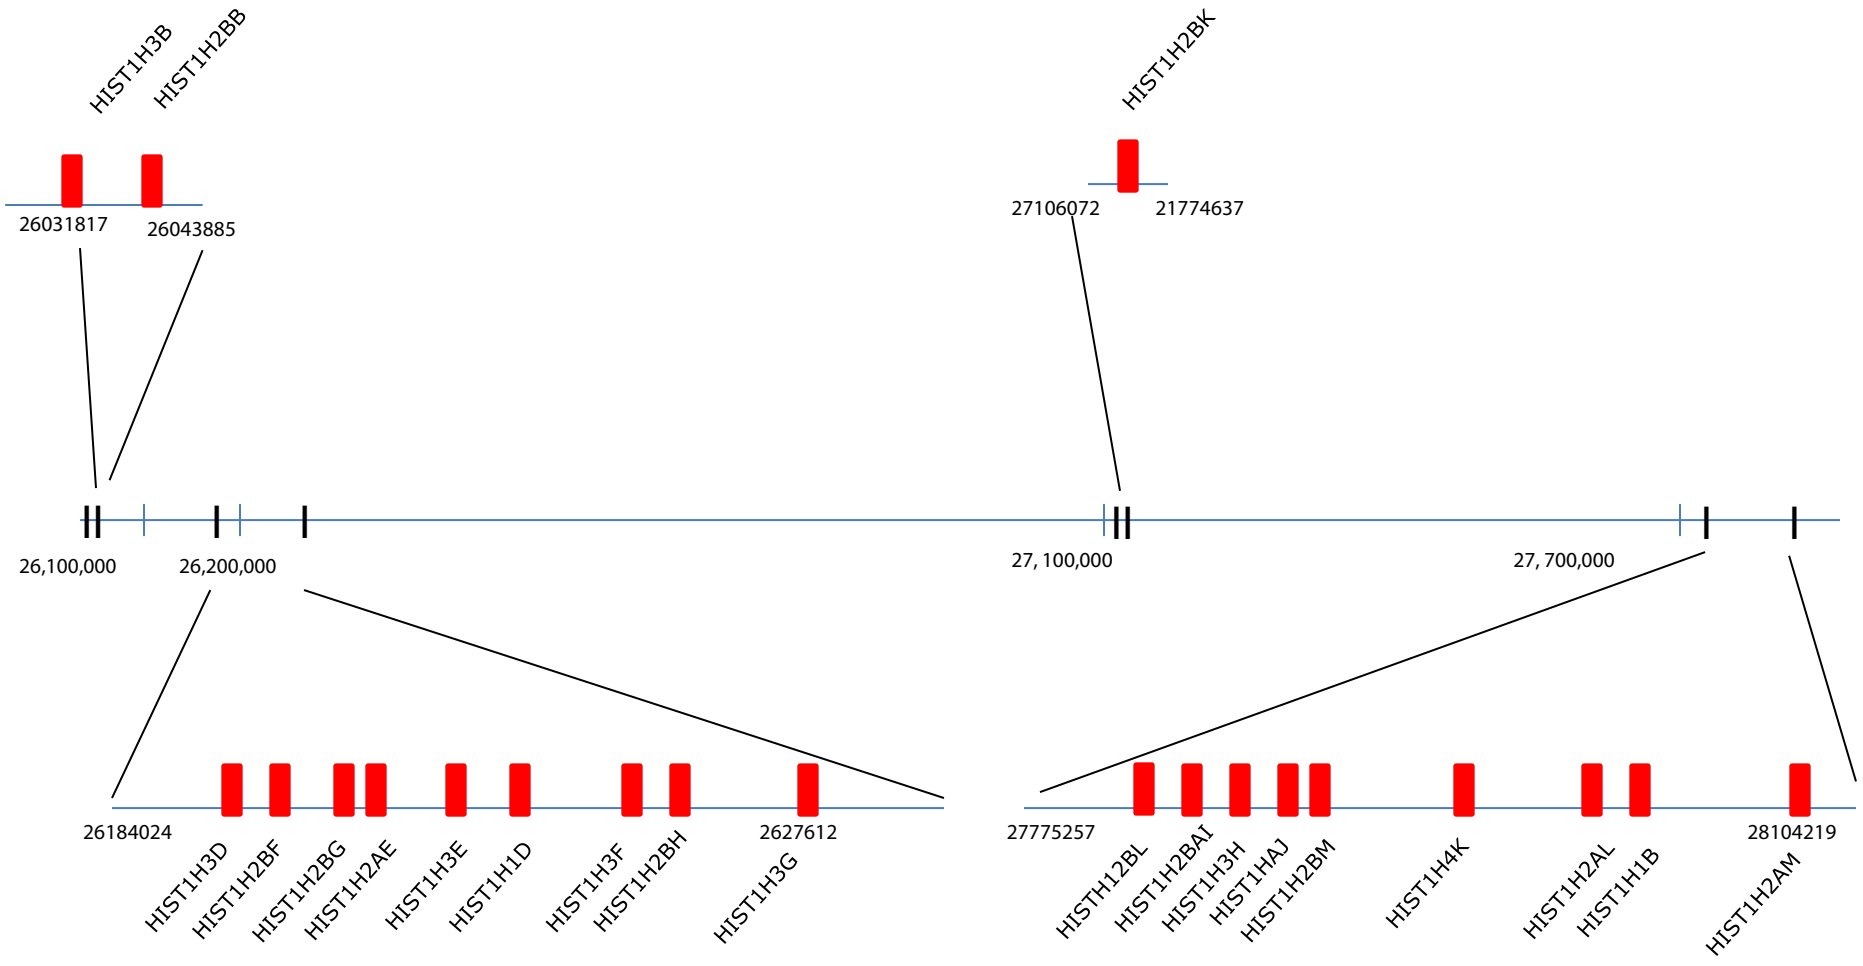 HIST1H3B
HIST1H2BB
HIST1H2BK
26031817
26043885
27106072
21774637
26,100,000
26,200,000
27,100,000
27,700,000
26184024
2627612
27775257
28104219
HIST1H3D
HIST1H2BF
HIST1H2BG
HIST1H2AE
HIST1H3E
HIST1H1D
HIST1H3F
HIST1H2BH
HIST1H3G
HISTH12BL
HIST1H2BAI
HIST1H3H
HIST1HAJ
HIST1H2BM
HIST1H4K
HIST1H2AL
HIST1H1B
HIST1H2AM